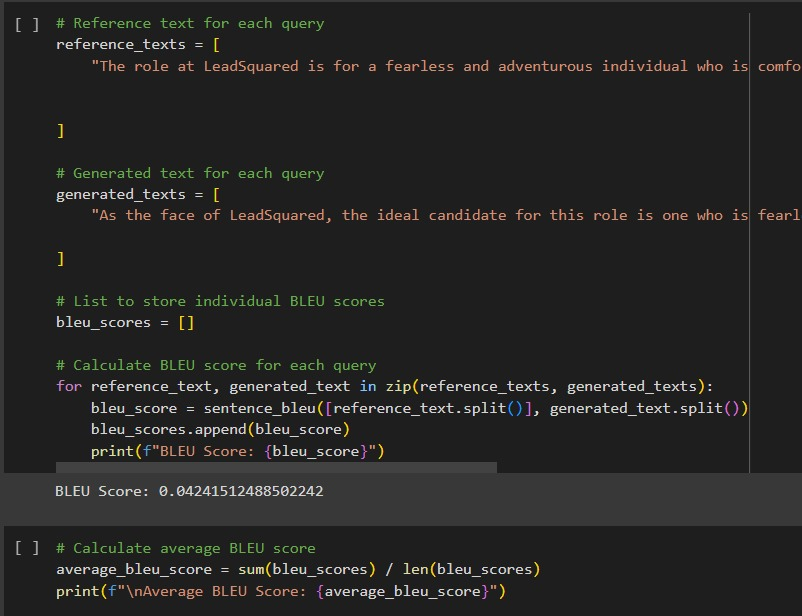 [ ] # Reference text for each query
reference_texts = [
"The role at LeadSquared is for a fearless and adventurous individual who is comfo
]
# Generated text for each query
generated_texts = [
"As the face of LeadSquared, the ideal candidate for this role is one who is fearl
]
# List to store individual BLEU scores
bleu_scores = []
# Calculate BLEU score for each query
for reference_text, generated_text in zip(reference_texts, generated_texts):
bleu_score = sentence_bleu([reference_text.split()], generated_text.split())
bleu_scores.append(bleu_score)
print(f"BLEU Score: {bleu_score}")
BLEU Score: 0.04241512488502242
[ ] # Calculate average BLEU score
average_bleu_score = sum(bleu_scores) / len(bleu_scores)
print(f"\nAverage BLEU Score: {average_bleu_score}")